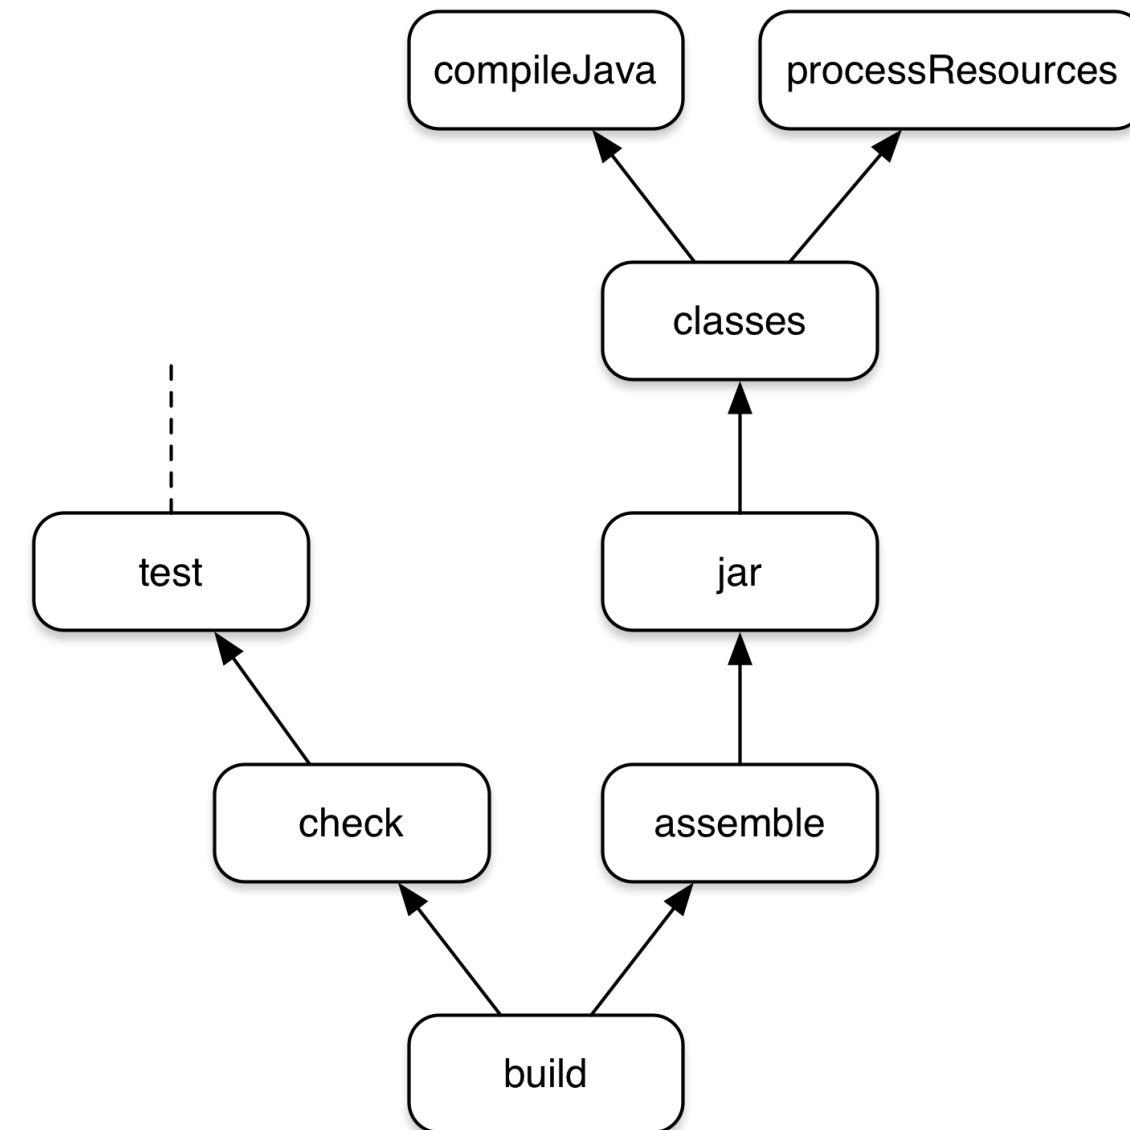 compileJava
processResources
classes
test
jar
check
assemble
build